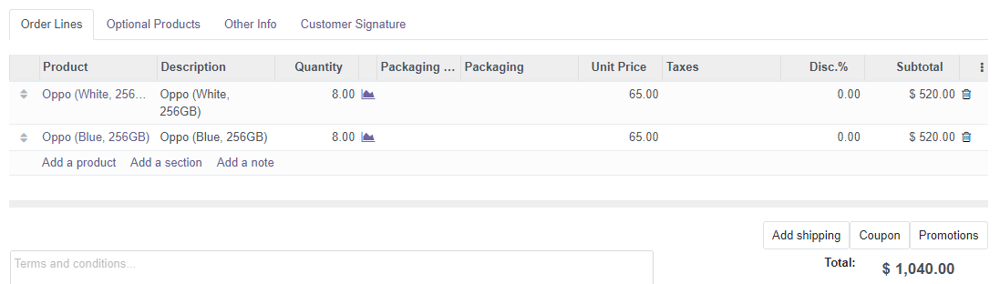 Order Lines Optional Products Other Info Customer Signature
Product Description Quantity Packaging ... Packaging Unit Price Taxes Disc.% Subtotal
Oppo (White, 256... Oppo (White, 8.00 65.00 0.00 $ 520.00
256GB)
Oppo (Blue, 256GB) Oppo (Blue, 256GB) 8.00 65.00 0.00 $ 520.00
Add a product Add a section Add a note
Add shipping Coupon Promotions
Terms and conditions...
Total: $ 1,040.00